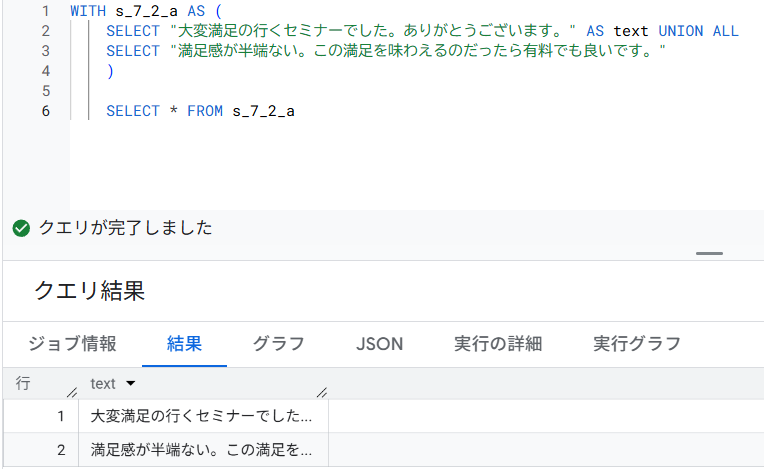 1 WITH s_7_2_a AS (
2 SELECT "大変満足の行くセミナーでした。ありがとうございます。" AS text UNION ALL
3 SELECT "満足感が半端ない。この満足を味わえるのだったら有料でも良いです。"
4 )
5
6 SELECT * FROM s_7_2_a
クエリが完了しました
クエリ結果
ジョブ情報 結果 グラフ JSON 実行の詳細 実行グラフ
行 text
1 大変満足の行くセミナーでした...
2 満足感が半端ない。この満足を...